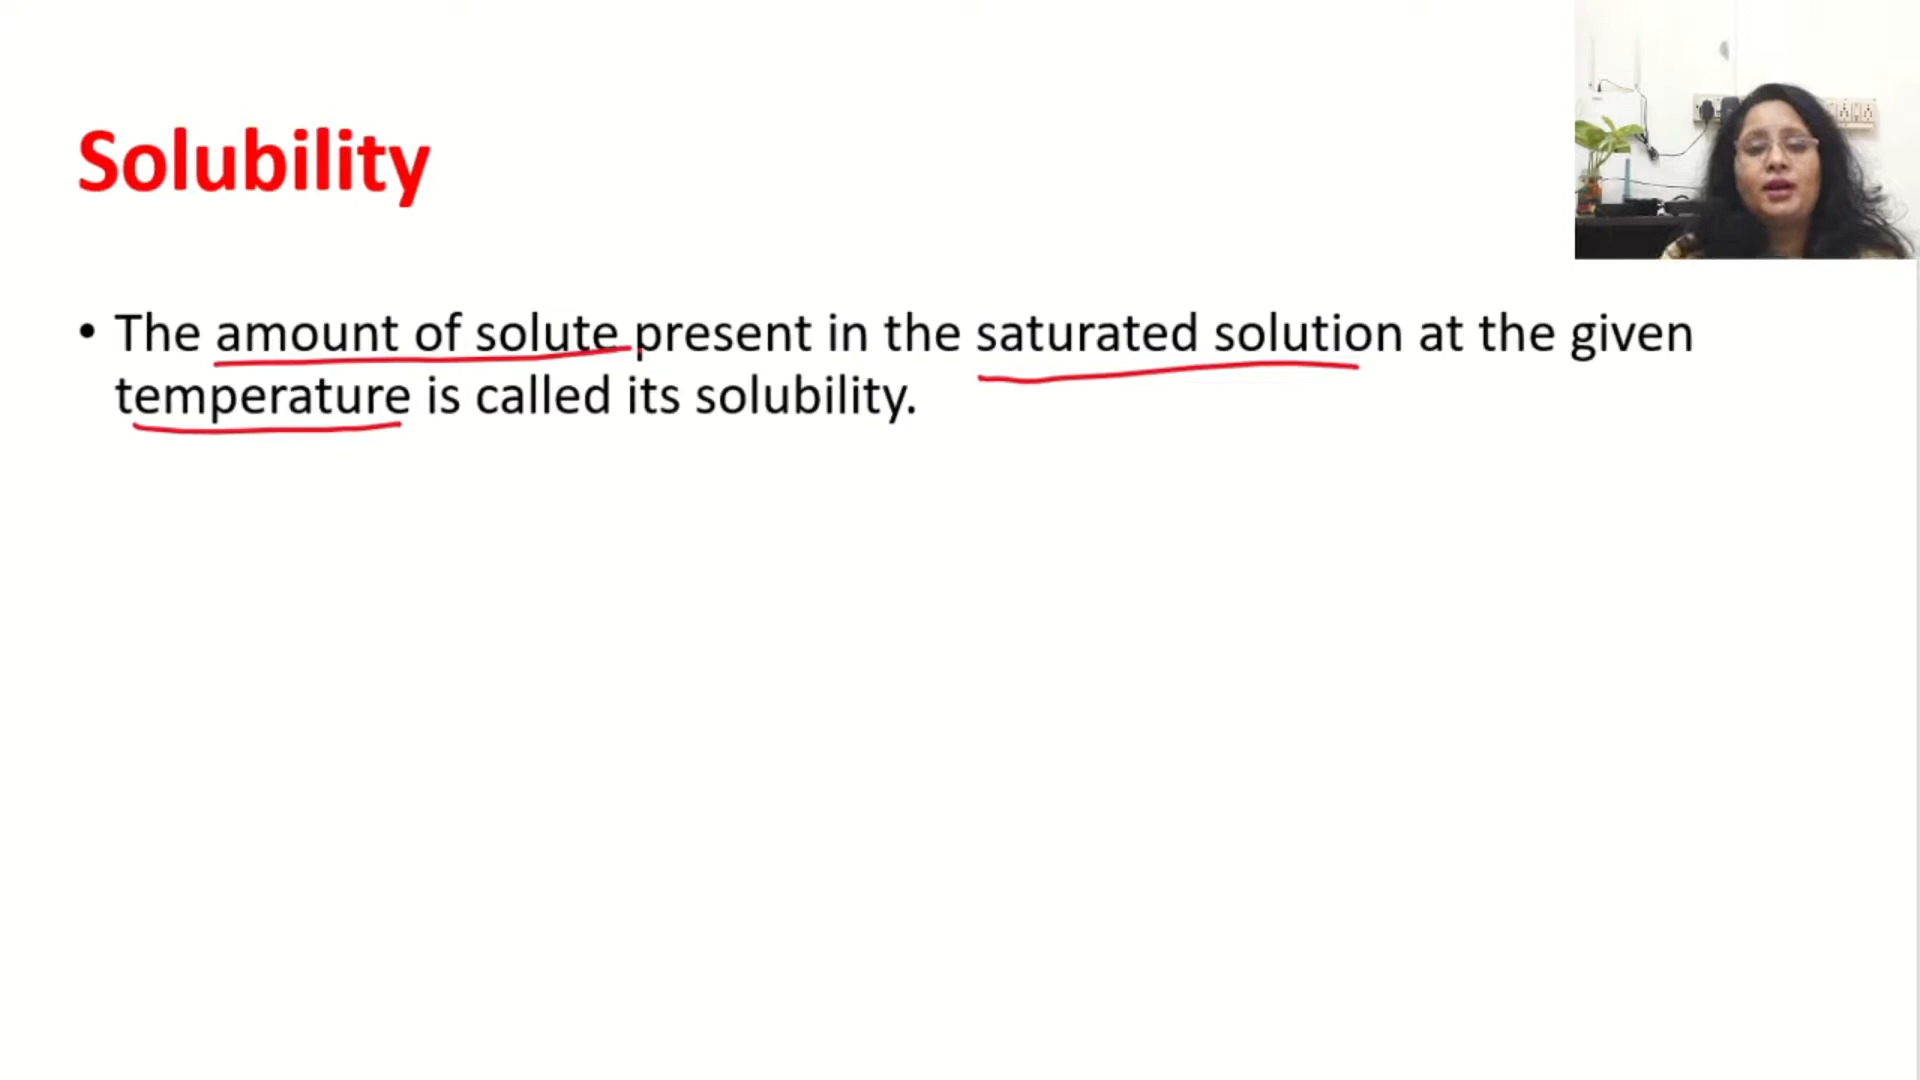 Solubility
• The amount of solute present in the saturated solution at the given
temperature is called its solubility.